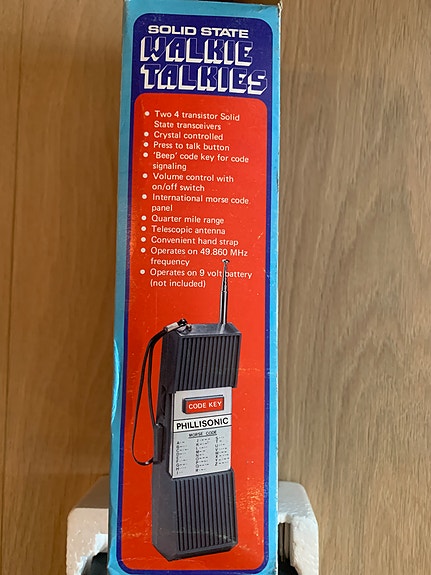 SOLID STATE
WALKIE
TALKIES
• Two 4 transistor Solid
State transceivers
• Crystal controlled
• Press to talk button
• 'Beep' code key for code
signaling
• Volume control with
on/off switch
• International morse code
panel
• Quarter mile range
• Telescopic antenna
• Convenient hand strap
• Operates on 49.860 MHz
frequency
• Operates on 9 volt battery
(not included)
CODE KEY
PHILLISONIC
MORSE CODE